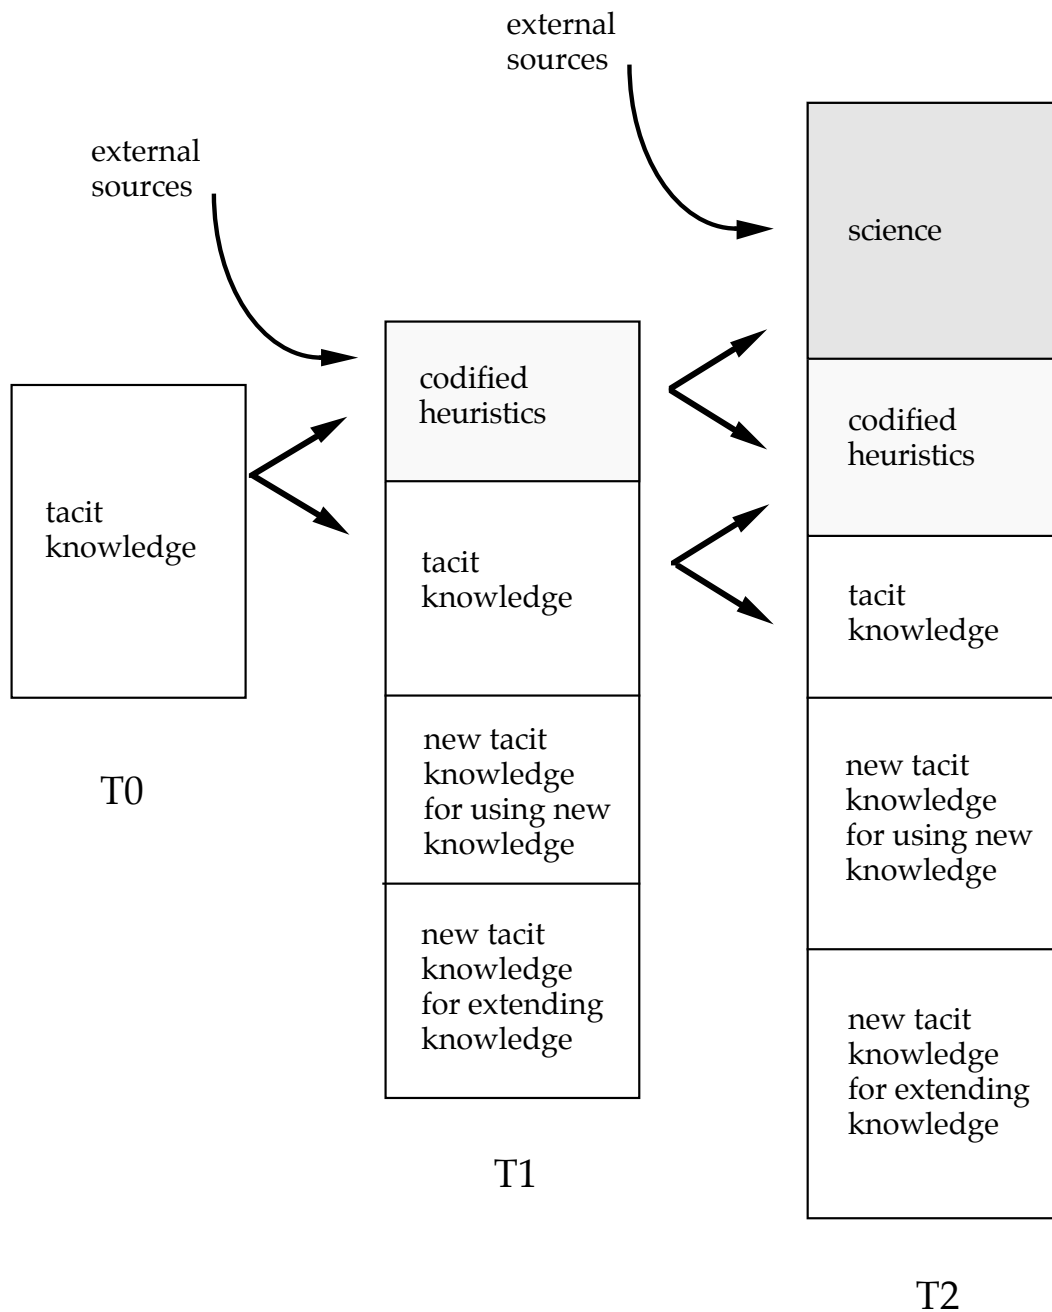 external
sources
external
sources
science
codified
heuristics
codified
heuristics
tacit
knowledge
tacit
knowledge
tacit
knowledge
new tacit
knowledge
for using new
knowledge
new tacit
knowledge
for using new
knowledge
T0
new tacit
knowledge
for extending
knowledge
new tacit
knowledge
for extending
knowledge
T1
T2